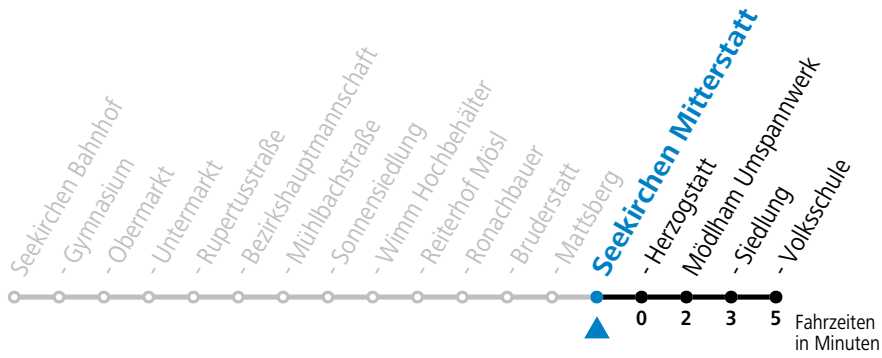 Seekirchen Bahnhof
- Gymnasium
- Obermarkt
- Untermarkt
- Rupertusstraße
- Bezirkshauptmannschaft
- Mühlbachstraße
- Sonnensiedlung
- Wimm Hochbehälter
- Reiterhof Mösl
- Ronachbauer
- Bruderstatt
- Mattsberg
Seekirchen Mitterstatt
- Herzogstatt
Mödlham Umspannwerk
- Siedlung
- Volksschule
0 2 3 5
Fahrzeiten
in Minuten